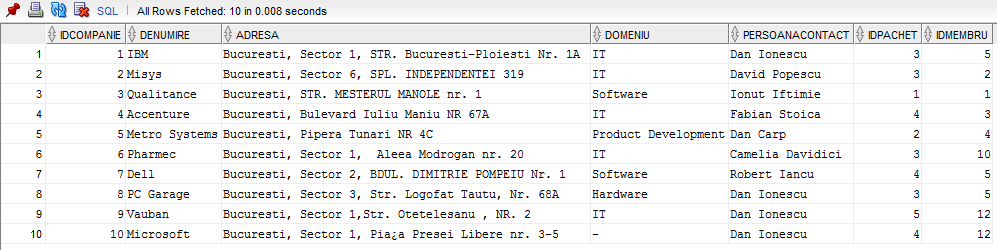 SQL | All Rows Fetched: 10 in 0.008 seconds
IDCOMPANIE DENUMIRE ADRESA DOMENIU PERSOANACONTACT IDPACHET IDMEMBRU
1 1 IBM Bucuresti, Sector 1, STR. Bucuresti-Ploiesti Nr. 1A IT Dan Ionescu 3 5
2 2 Misys Bucuresti, Sector 6, SPL. INDEPENDENTEI 319 IT David Popescu 3 2
3 3 Qualitance Bucuresti, STR. MESTERUL MANOLE nr. 1 Software Ionut Iftimie 1 1
4 4 Accenture Bucuresti, Bulevard Iuliu Maniu NR 67A IT Fabian Stoica 4 3
5 5 Metro Systems Bucuresti, Pipera Tunari NR 4C Product Development Dan Carp 2 4
6 6 Pharmec Bucuresti, Sector 1, Aleea Modrogan nr. 20 IT Camelia Davidici 3 10
7 7 Dell Bucuresti, Sector 2, BDUL. DIMITRIE POMPEIU Nr. 1 Software Robert Iancu 4 5
8 8 PC Garage Bucuresti, Sector 3, Str. Logofat Tautu, Nr. 68A Hardware Dan Ionescu 3 5
9 9 Vauban Bucuresti, Sector 1,Str. Otetelesanu , NR. 2 IT Dan Ionescu 5 12
10 10 Microsoft Bucuresti, Sector 1, Pia¿a Presei Libere nr. 3-5 - Dan Ionescu 4 12